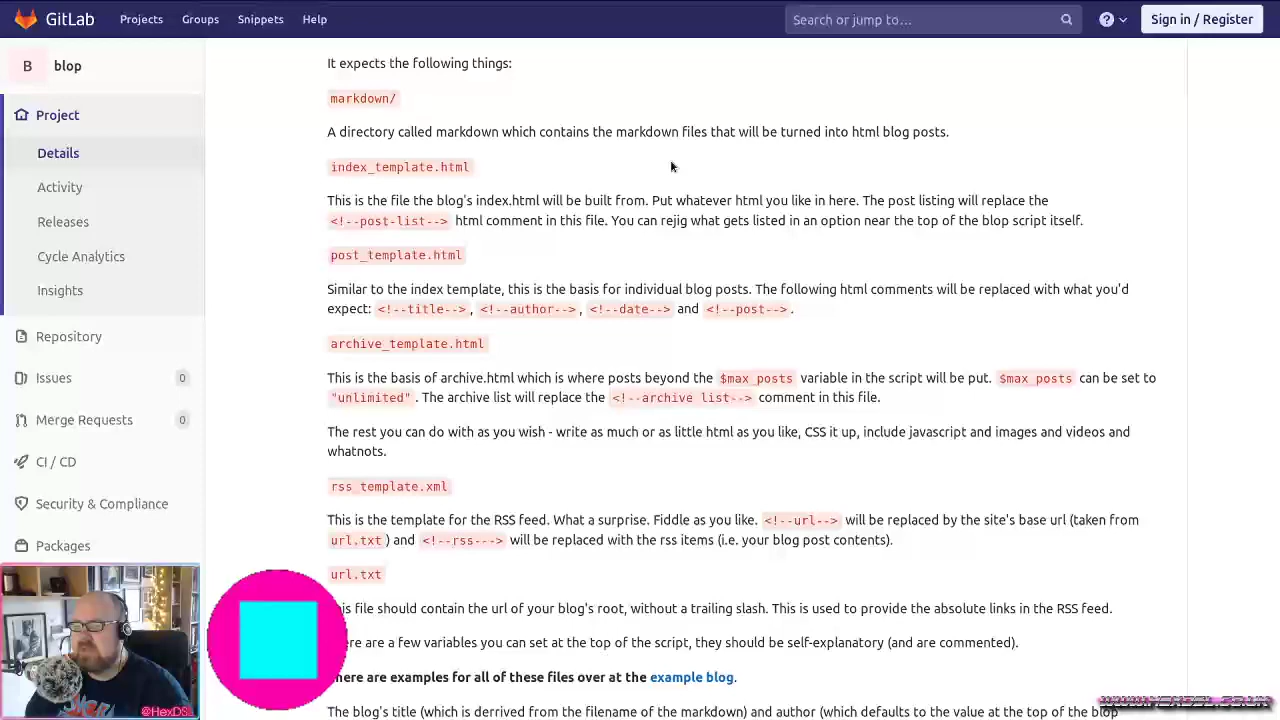 GitLab Projects Groups Snippets Help Search or jump to… Sign in / Register
B blop
Project
Details
Activity
Releases
Cycle Analytics
Insights
Repository
Issues 0
Merge Requests 0
CI / CD
Security & Compliance
Packages
It expects the following things:
markdown/
A directory called markdown which contains the markdown files that will be turned into html blog posts.
index_template.html
This is the file the blog's index.html will be built from. Put whatever html you like in here. The post listing will replace the
<!--post-list--> html comment in this file. You can rejig what gets listed in an option near the top of the blop script itself.
post_template.html
Similar to the index template, this is the basis for individual blog posts. The following html comments will be replaced with what you'd
expect: <!--title-->, <!--author-->, <!--date--> and <!--post-->.
archive_template.html
This is the basis of archive.html which is where posts beyond the $max_posts variable in the script will be put. $max_posts can be set to
"unlimited". The archive list will replace the <!--archive list--> comment in this file.
The rest you can do with as you wish - write as much or as little html as you like, CSS it up, include javascript and images and videos and
whatnots.
rss_template.xml
This is the template for the RSS feed. What a surprise. Fiddle as you like. <!--url--> will be replaced by the site's base url (taken from
url.txt) and <!--rss---> will be replaced with the rss items (i.e. your blog post contents).
url.txt
file should contain the url of your blog's root, without a trailing slash. This is used to provide the absolute links in the RSS feed.
are a few variables you can set at the top of the script, they should be self-explanatory (and are commented).
here are examples for all of these files over at the example blog.
The blog's title (which is derrived from the filename of the markdown) and author (which defaults to the value at the top of the blop